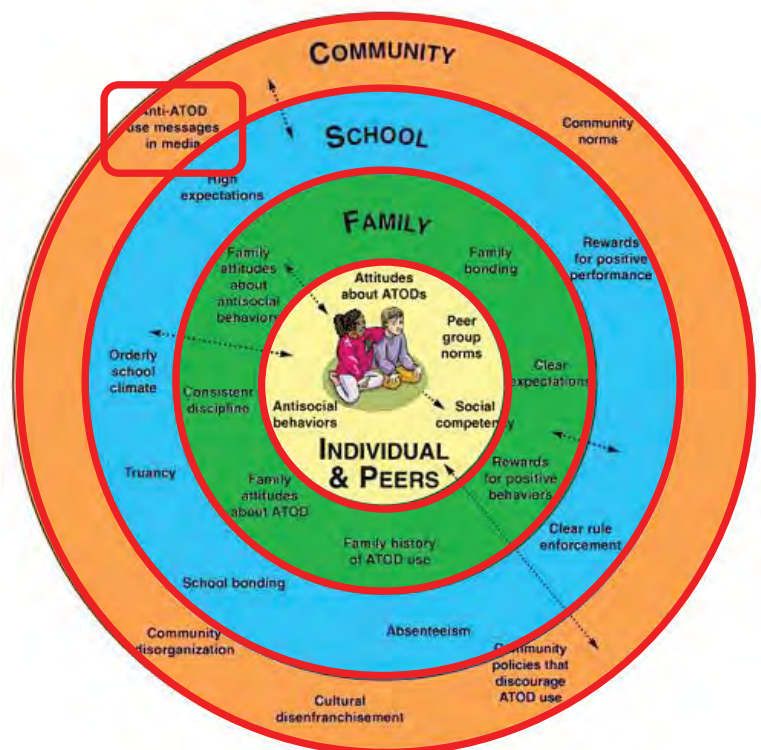 COMMUNITY
Anti-ATOD
use messages
in media
Community
norms
SCHOOL
High
expectations
Rewards
for positive
performance
FAMILY
Family
attitudes
about
antisocial
behaviors
Family
bonding
Attitudes
about ATODs
Peer
group
norms
Orderly
school
climate
Consistent
discipline
Clear
expectations
Antisocial
behaviors
Social
competency
INDIVIDUAL
& PEERS
Truancy
Family
attitudes
about ATOD
Rewards
for positive
behaviors
Family history
of ATOD use
Clear rule
enforcement
School bonding
Absenteeism
Community
disorganization
Community
policies that
discourage
ATOD use
Cultural
disenfranchisement